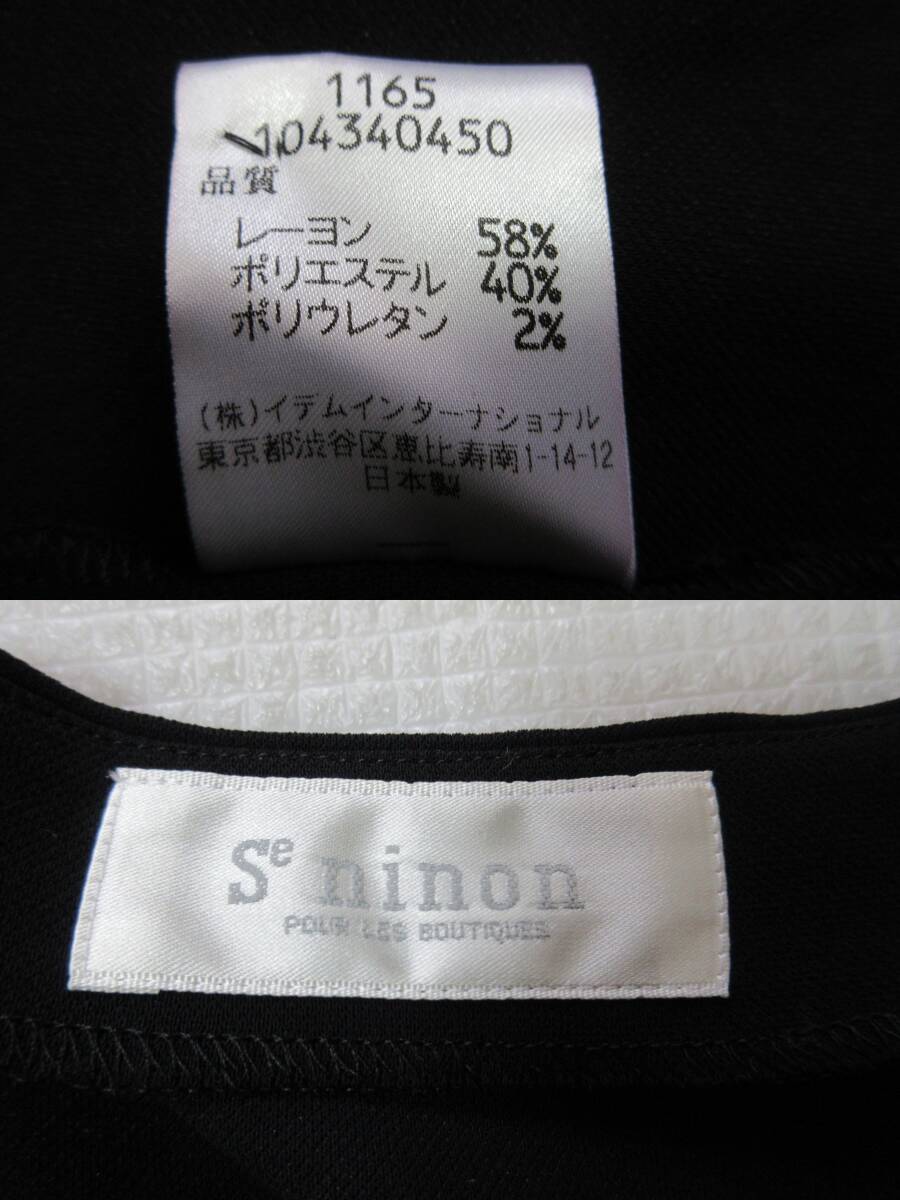 1165
104340450
品質
レーヨン 58%
ポリエステル 40%
ポリウレタン 2%
(株)イデムインターナショナル
東京都渋谷区恵比寿南1-14-12
日本製
Se ninon
POUR LES BOUTIQUES